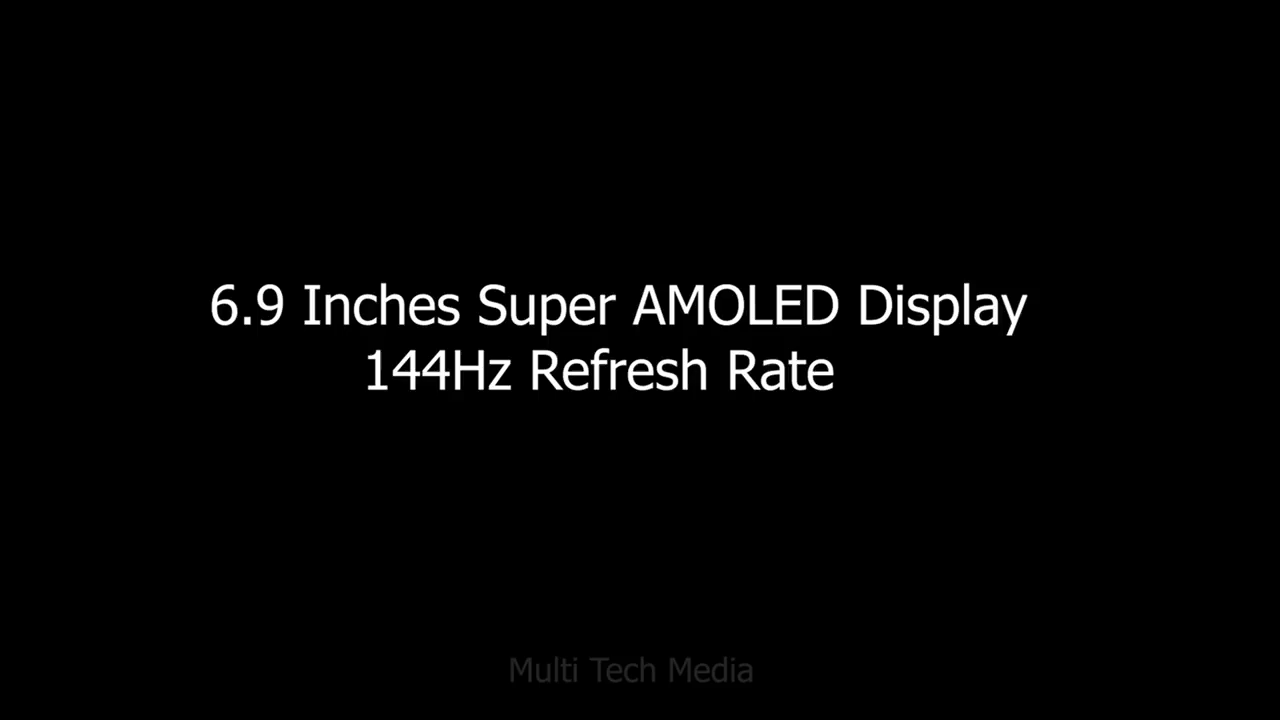 6.9 Inches Super AMOLED Display
144Hz Refresh Rate
Multi Tech Media